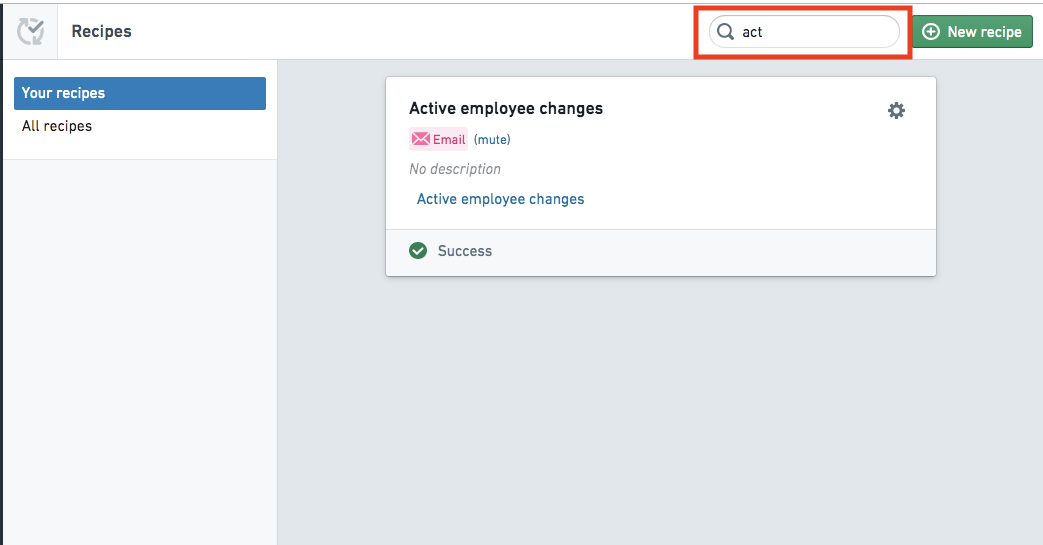 Recipes
act
New recipe
Your recipes
All recipes
Active employee changes
Email (mute)
No description
Active employee changes
Success